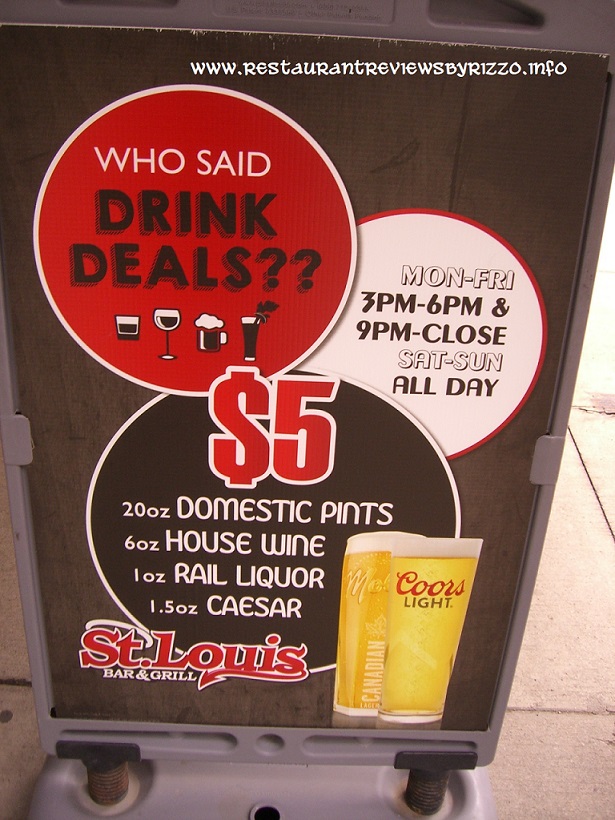 www.RESTAURANTREVIEWSBYRIZZO.INFO
WHO SAID
DRINK
DEALS??
MON-FRI
3PM-6PM &
9PM-CLOSE
SAT-SUN
ALL DAY
$5
20oz DOMESTIC PINTS
6oz HOUSE WINE
1oz RAIL LIQUOR
1.5oz CAESAR
Coors
LIGHT
CANADIAN
LAGER
St.Louis
BAR & GRILL